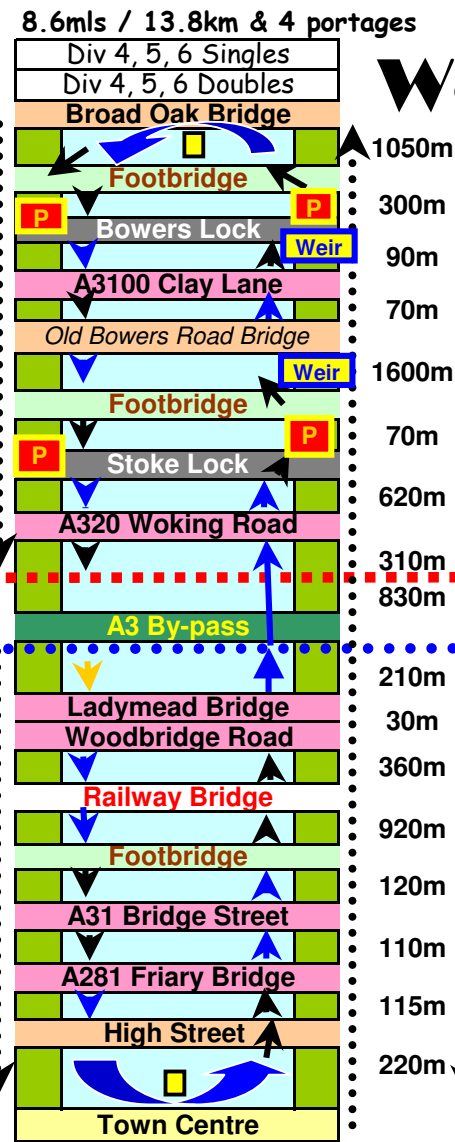 8.6mls / 13.8km & 4 portages
Div 4, 5, 6 Singles
Div 4, 5, 6 Doubles
W
Broad Oak Bridge
1050m
Footbridge
P
P
300m
Bowers Lock
Weir
90m
A3100 Clay Lane
70m
Old Bowers Road Bridge
Weir
1600m
Footbridge
P
P
70m
Stoke Lock
620m
A320 Woking Road
310m
830m
A3 By-pass
210m
Ladymead Bridge
30m
Woodbridge Road
360m
Railway Bridge
920m
Footbridge
120m
A31 Bridge Street
110m
A281 Friary Bridge
115m
High Street
220m
Town Centre